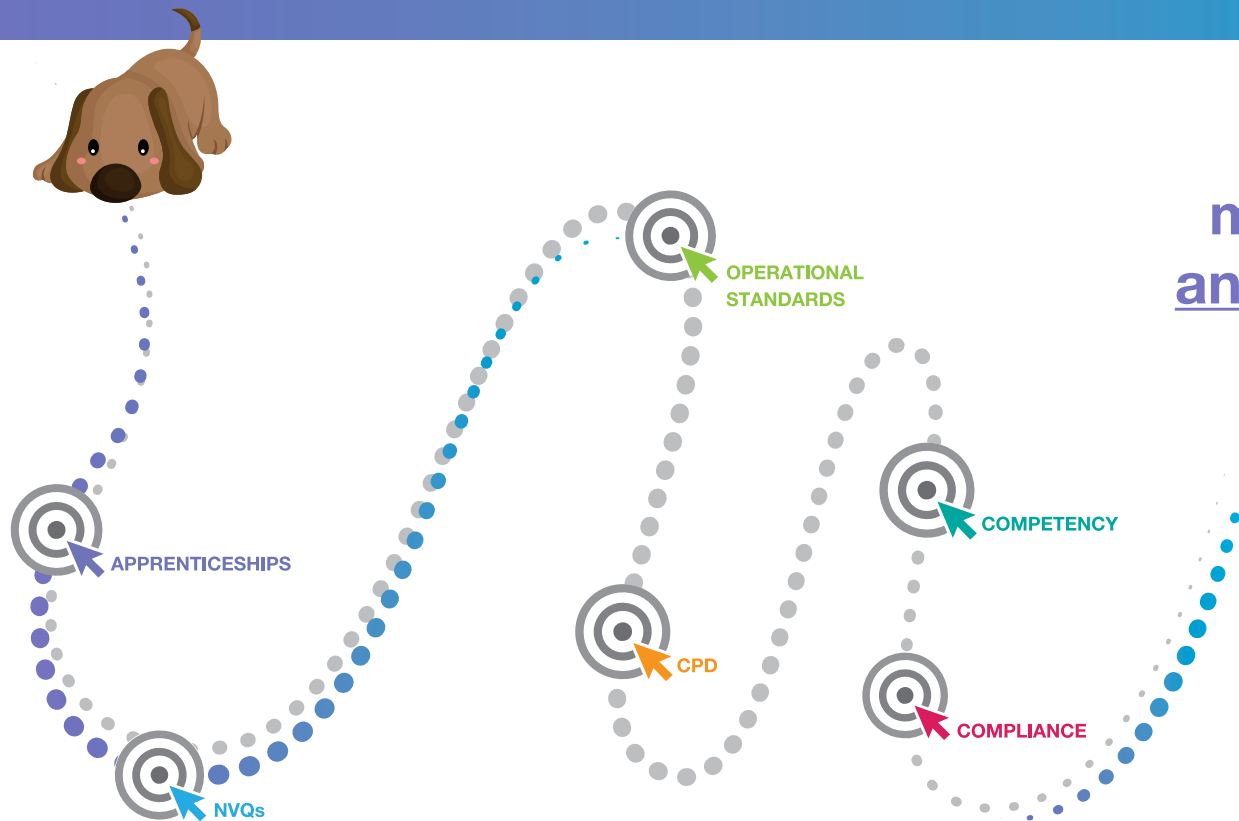 OPERATIONAL
STANDARDS
COMPETENCY
APPRENTICESHIPS
CPD
COMPLIANCE
NVQs